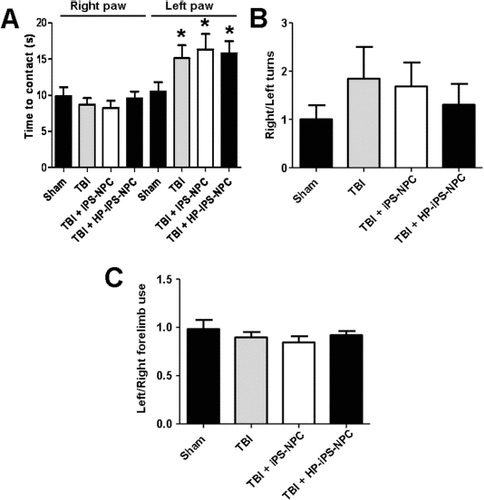 A
Right paw
Left paw
Time to contact (s)
20
15
10
5
0
* * *
Sham
TBI
TBI + iPS-NPC
TBI + HP-iPS-NPC
Sham
TBI
TBI + iPS-NPC
TBI + HP-iPS-NPC
B
Right/Left turns
3
2
1
0
Sham
TBI
TBI + iPS-NPC
TBI + HP-iPS-NPC
C
Left/Right forelimb use
1.5
1.0
0.5
0.0
Sham
TBI
TBI + iPS-NPC
TBI + HP-iPS-NPC